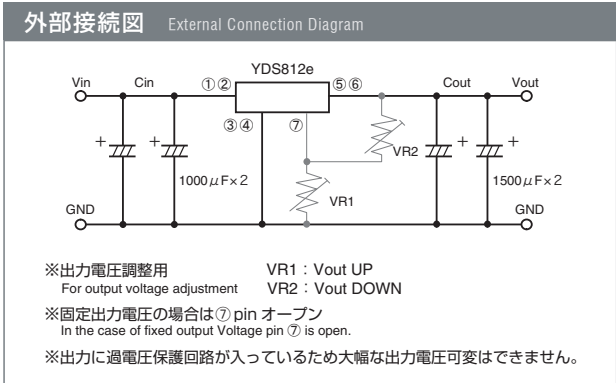 外部接続図 External Connection Diagram
YDS812e
Vin Cin ①② ⑤⑥ Cout Vout
③④ ⑦
+ + VR2 + +
1000μF×2 VR1 1500μF×2
GND GND
※出力電圧調整用 VR1：Vout UP
For output voltage adjustment VR2：Vout DOWN
※固定出力電圧の場合は⑦pin オープン
In the case of fixed output Voltage pin ⑦ is open.
※出力に過電圧保護回路が入っているため大幅な出力電圧可変はできません。